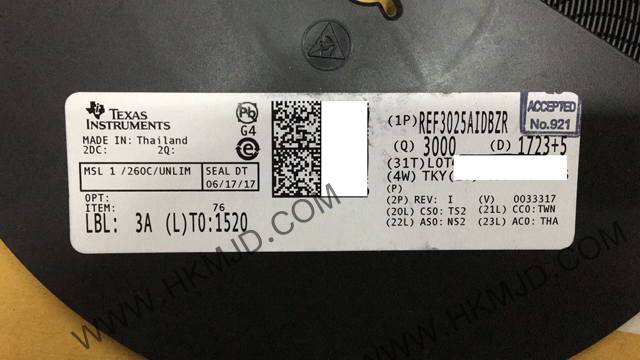 TEXAS
INSTRUMENTS
MADE IN: Thailand
2DC: 2Q:
MSL 1 /260C/UNLIM
SEAL DT
06/17/17
OPT:
ITEM: 76
LBL: 3A (L)TO:1520
Pb
G4
e
(1P) REF3025AIDBZR
(Q) 3000 (D) 1723+5
(31T) LOT
(4W) TKY(
(P)
(2P) REV: I (V) 0033317
(20L) CSO: TS2 (21L) CCO:TWN
(22L) ASO: NS2 (23L) ACO: THA
ACCEPTED
No.921
WWW.HKMJD.COM
WWW.HKMJD.COM